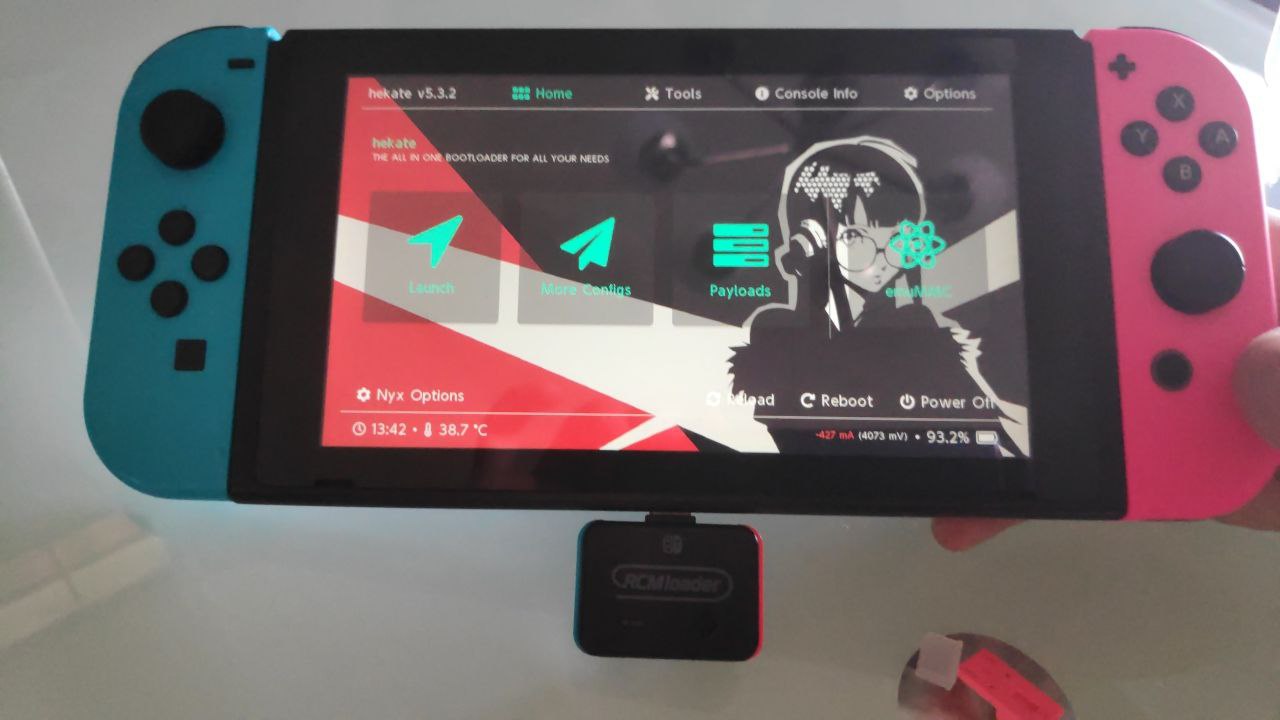 hekate v5.3.2 Home Tools Console Info Options
hekate
THE ALL IN ONE BOOTLOADER FOR ALL YOUR NEEDS
Launch More Configs Payloads emuMMC
Nyx Options Reload Reboot Power Off
13:42 • 38.7 °C -427 mA (4073 mV) • 93.2%
X
Y A
B
RCMloader